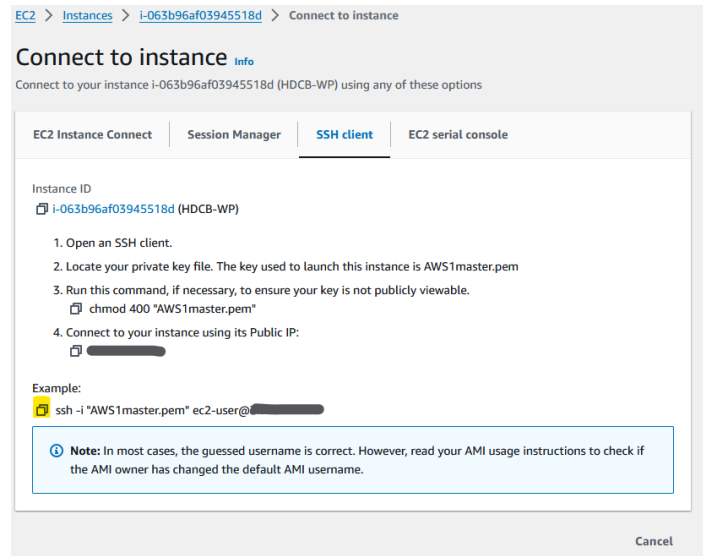 EC2 > Instances > i-063b96af03945518d > Connect to instance
Connect to instance Info
Connect to your instance i-063b96af03945518d (HDCB-WP) using any of these options
EC2 Instance Connect Session Manager SSH client EC2 serial console
Instance ID
i-063b96af03945518d (HDCB-WP)
1. Open an SSH client.
2. Locate your private key file. The key used to launch this instance is AWS1master.pem
3. Run this command, if necessary, to ensure your key is not publicly viewable.
chmod 400 "AWS1master.pem"
4. Connect to your instance using its Public IP:
Example:
ssh -i "AWS1master.pem" ec2-user@
Note: In most cases, the guessed username is correct. However, read your AMI usage instructions to check if
the AMI owner has changed the default AMI username.
Cancel